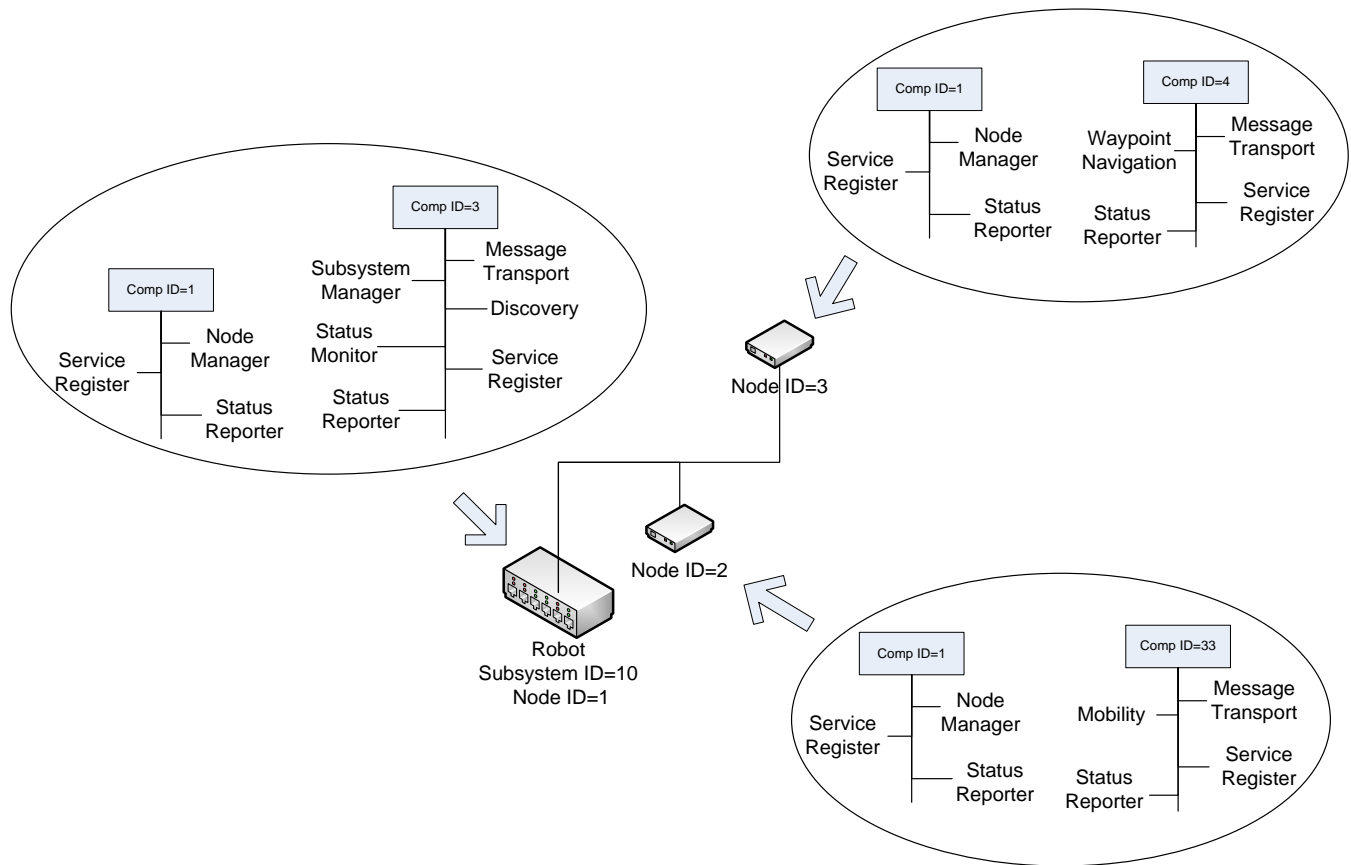 Comp ID=1
Service
Register
Node
Manager
Status
Reporter
Comp ID=3
Subsystem
Manager
Status
Monitor
Status
Reporter
Message
Transport
Discovery
Service
Register
Comp ID=1
Service
Register
Node
Manager
Status
Reporter
Comp ID=4
Waypoint
Navigation
Status
Reporter
Message
Transport
Service
Register
Node ID=3
Node ID=2
Robot
Subsystem ID=10
Node ID=1
Comp ID=1
Service
Register
Node
Manager
Status
Reporter
Comp ID=33
Mobility
Status
Reporter
Message
Transport
Service
Register